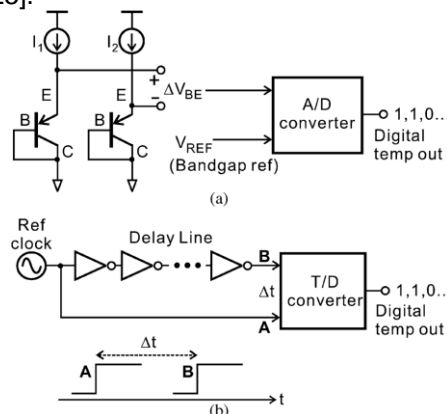 I1 I2
E E + ΔVBE
B B −
C C
VREF
(Bandgap ref)
A/D
converter
1,1,0...
Digital
temp out
(a)
Ref
clock
Delay Line
B
Δt
A
T/D
converter
1,1,0...
Digital
temp out
Δt
A B
t
(b)